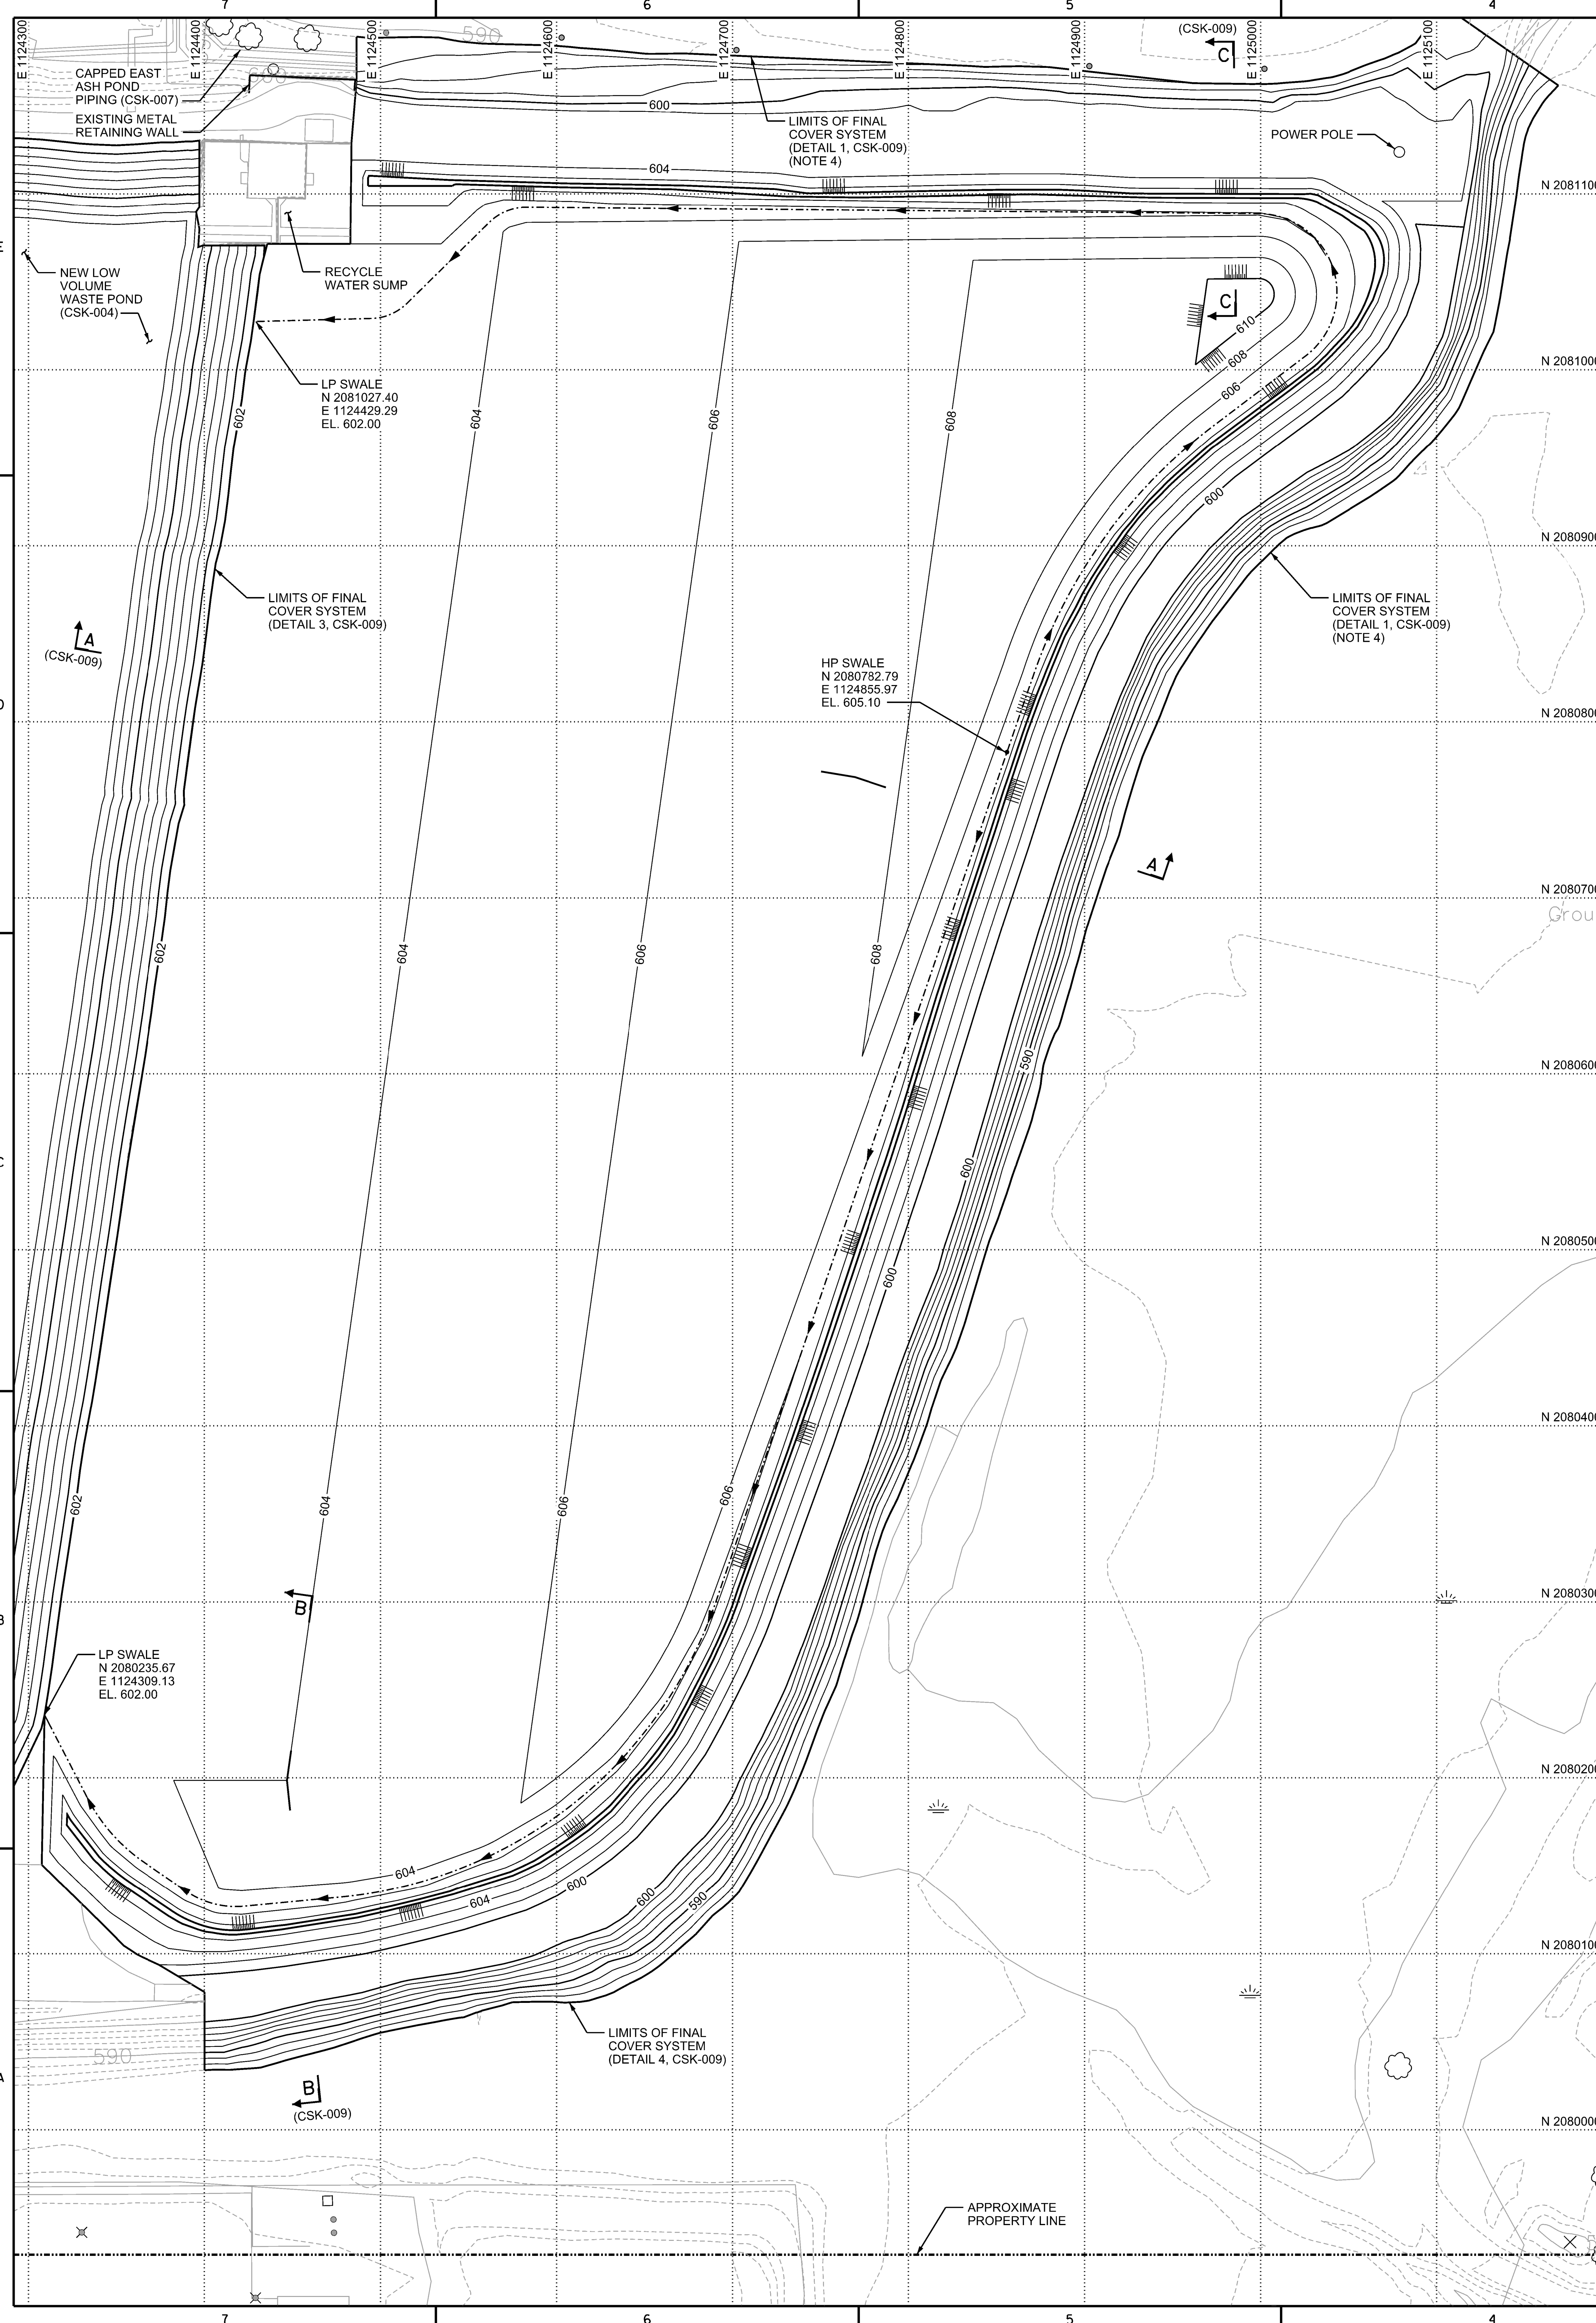 7
6
5
4
E 1124300
E 1124400
E 1124500
E 1124600
E 1124700
E 1124800
E 1124900
E 1125000
E 1125100
590
(CSK-009)
C
CAPPED EAST
ASH POND
PIPING (CSK-007)
EXISTING METAL
RETAINING WALL
600
LIMITS OF FINAL
COVER SYSTEM
(DETAIL 1, CSK-009)
(NOTE 4)
POWER POLE
604
N 2081100
E
NEW LOW
VOLUME
WASTE POND
(CSK-004)
RECYCLE
WATER SUMP
C
610
608
606
N 2081000
LP SWALE
N 2081027.40
E 1124429.29
EL. 602.00
602
604
606
608
600
N 2080900
LIMITS OF FINAL
COVER SYSTEM
(DETAIL 3, CSK-009)
LIMITS OF FINAL
COVER SYSTEM
(DETAIL 1, CSK-009)
(NOTE 4)
A
(CSK-009)
HP SWALE
N 2080782.79
E 1124855.97
EL. 605.10
D
N 2080800
A
N 2080700
Grou
602
604
606
608
N 2080600
590
C
600
N 2080500
600
N 2080400
602
604
606
606
N 2080300
B
B
LP SWALE
N 2080235.67
E 1124309.13
EL. 602.00
N 2080200
604
600
604
600
590
N 2080100
LIMITS OF FINAL
COVER SYSTEM
(DETAIL 4, CSK-009)
590
A
B
(CSK-009)
N 2080000
APPROXIMATE
PROPERTY LINE
7
6
5
4